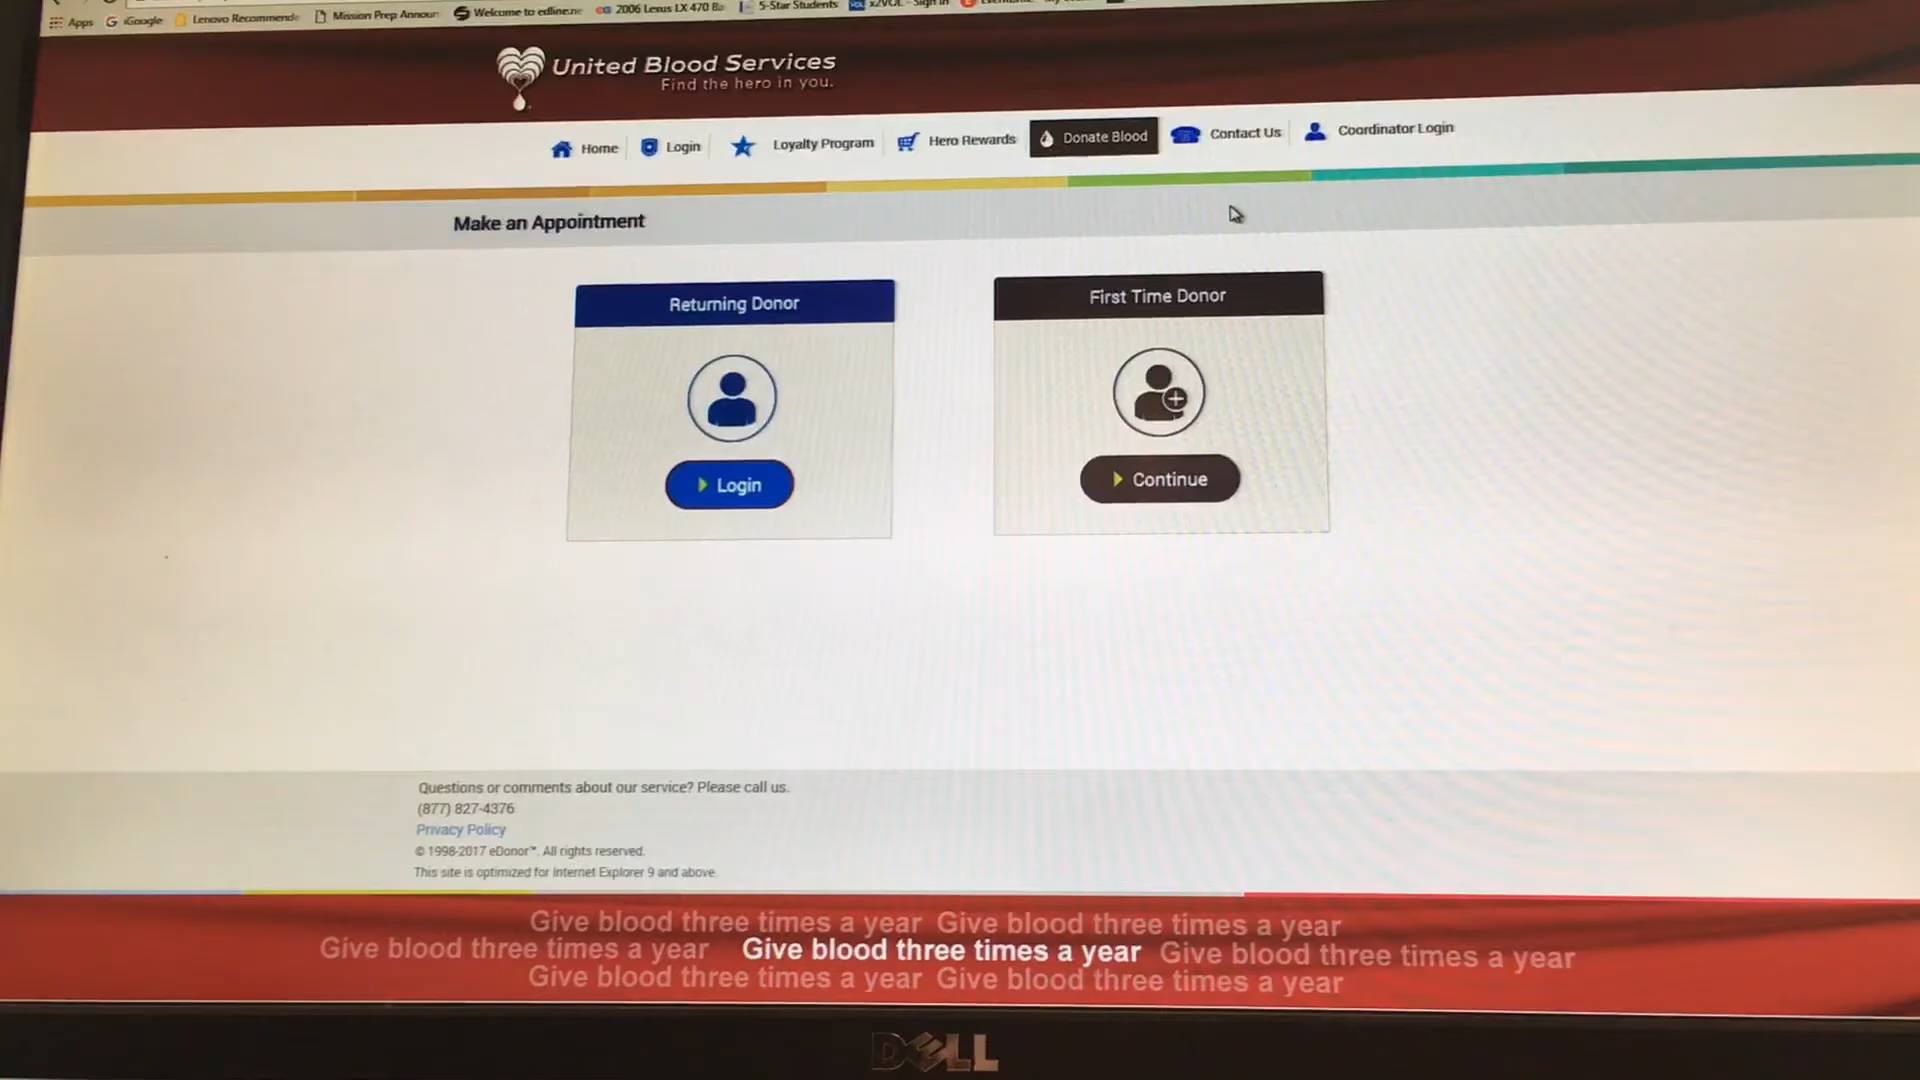 Apps iGoogle Lenovo Recommends Mission Prep Announ Welcome to edline.ne 2006 Lexus LX 470 Ba 5-Star Students x2VOL - Sign In
United Blood Services
Find the hero in you.
Home Login Loyalty Program Hero Rewards Donate Blood Contact Us Coordinator Login
Make an Appointment
Returning Donor First Time Donor
Login Continue
Questions or comments about our service? Please call us.
(877) 827-4376
Privacy Policy
© 1998-2017 eDonor™. All rights reserved.
This site is optimized for Internet Explorer 9 and above.
Give blood three times a year Give blood three times a year
Give blood three times a year Give blood three times a year Give blood three times a year
Give blood three times a year Give blood three times a year
DELL